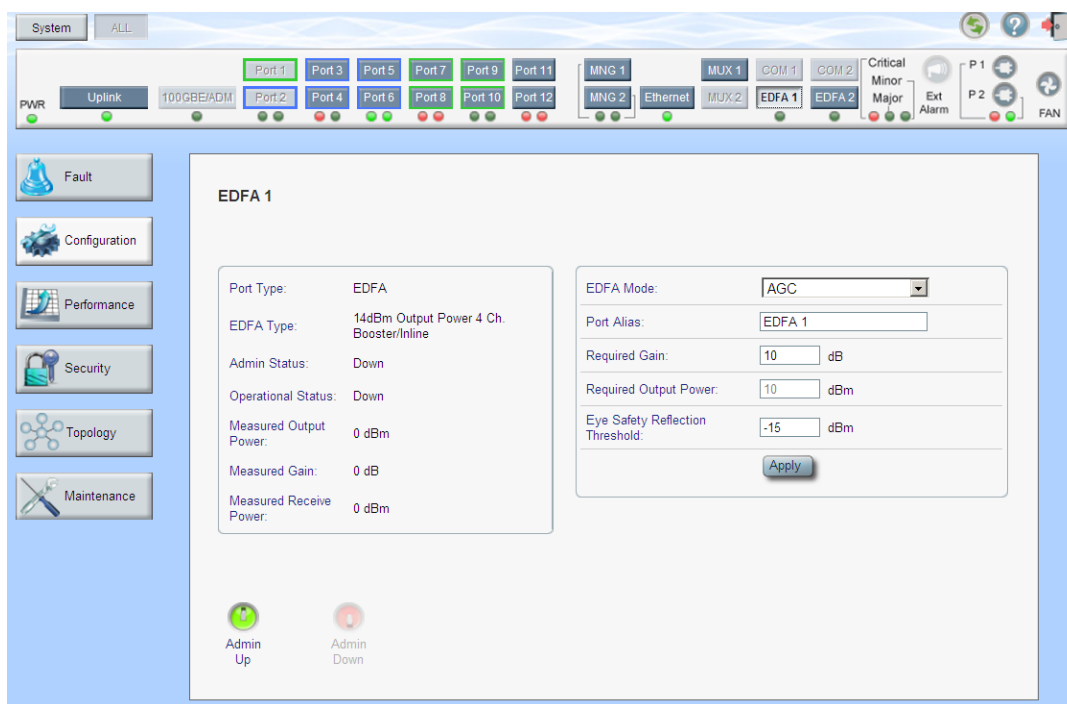 System ALL
Port 1 Port 3 Port 5 Port 7 Port 9 Port 11 MNG 1 MUX 1 COM 1 COM 2 Critical P 1
Minor
PWR Uplink 100GBE/ADM Port 2 Port 4 Port 6 Port 8 Port 10 Port 12 MNG 2 Ethernet MUX 2 EDFA 1 EDFA 2 Major Ext Alarm P 2 FAN
Fault
Configuration
Performance
Security
Topology
Maintenance
EDFA 1
Port Type: EDFA
EDFA Type: 14dBm Output Power 4 Ch.
Booster/Inline
Admin Status: Down
Operational Status: Down
Measured Output
Power: 0 dBm
Measured Gain: 0 dB
Measured Receive
Power: 0 dBm
EDFA Mode: AGC
Port Alias: EDFA 1
Required Gain: 10 dB
Required Output Power: 10 dBm
Eye Safety Reflection
Threshold: -15 dBm
Apply
Admin
Up
Admin
Down